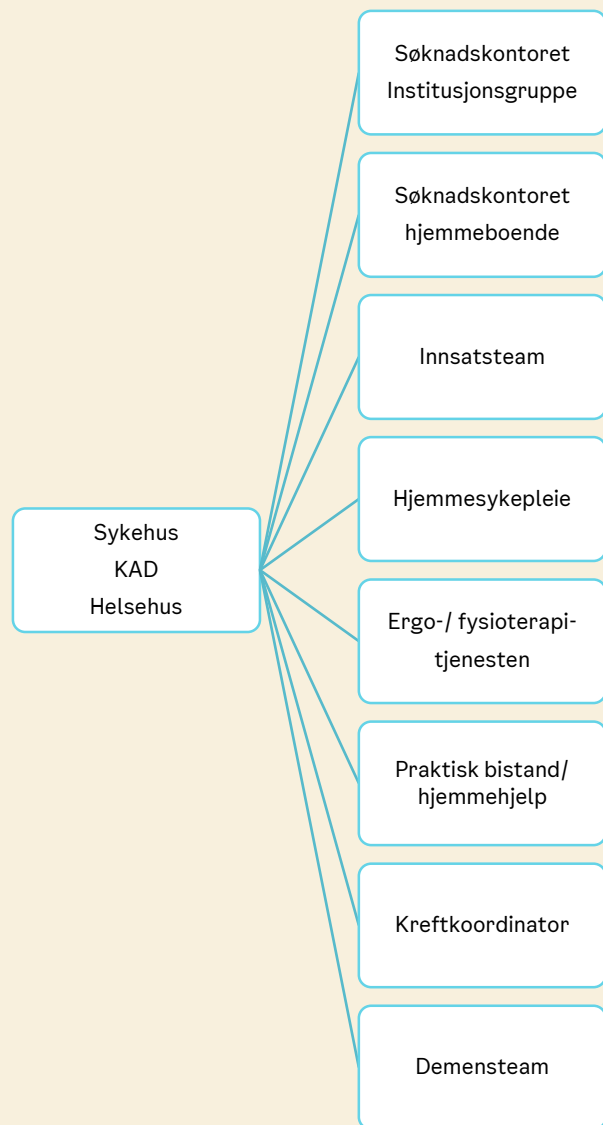 Søknadskontoret
Institusjonsgruppe
Søknadskontoret
hjemmeboende
Innsatsteam
Hjemmesykepleie
Sykehus
KAD
Helsehus
Ergo-/ fysioterapi-
tjenesten
Praktisk bistand/
hjemmehjelp
Kreftkoordinator
Demensteam